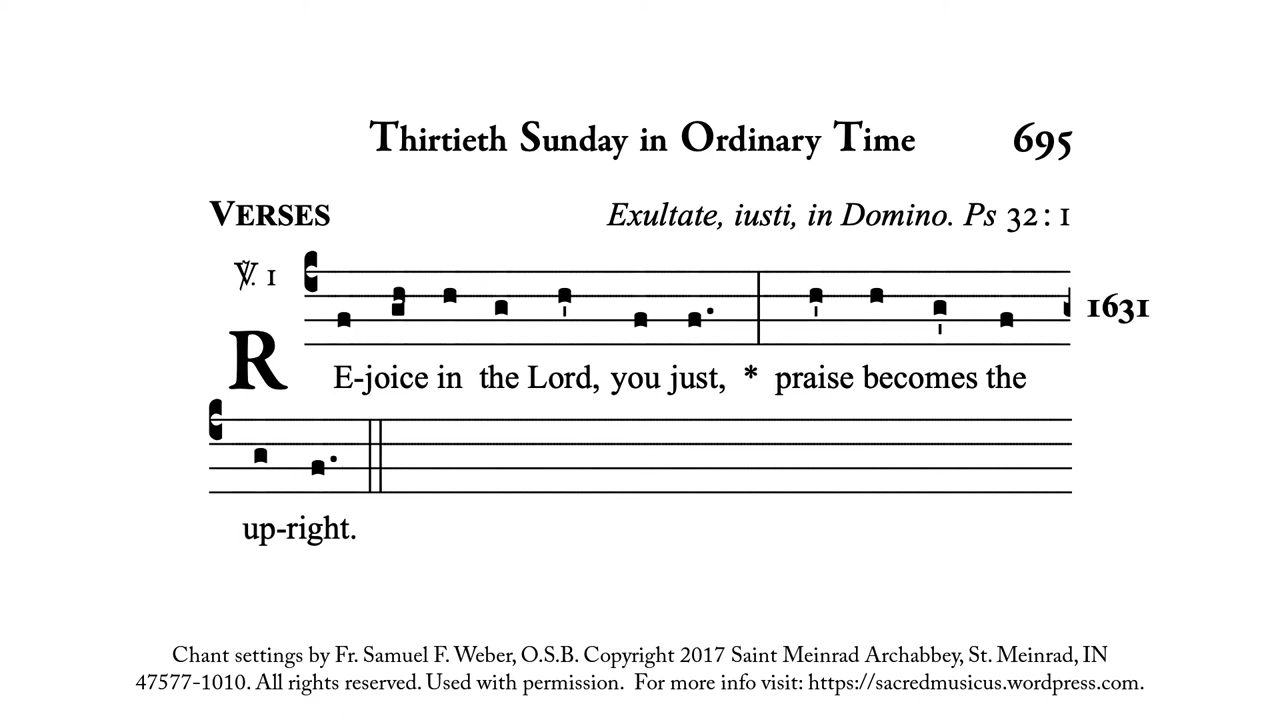 Thirtieth Sunday in Ordinary Time 695
VERSES Exultate, iusti, in Domino. Ps 32 : 1
℣. 1
1631
RE-joice in the Lord, you just, * praise becomes the
up-right.
Chant settings by Fr. Samuel F. Weber, O.S.B. Copyright 2017 Saint Meinrad Archabbey, St. Meinrad, IN
47577-1010. All rights reserved. Used with permission. For more info visit: https://sacredmusicus.wordpress.com.